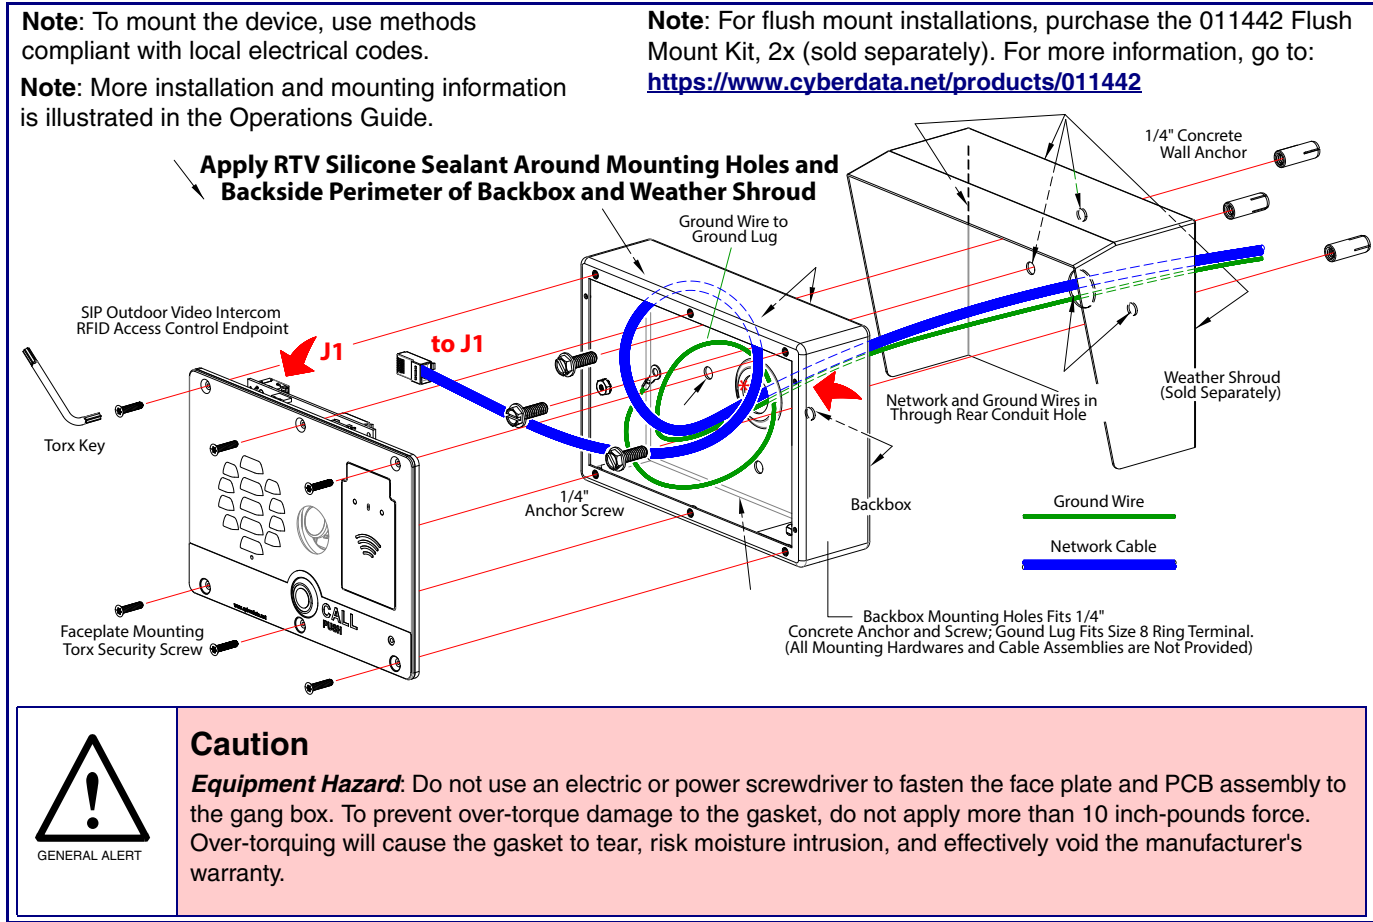 Note: To mount the device, use methods
compliant with local electrical codes.
Note: More installation and mounting information
is illustrated in the Operations Guide.
Note: For flush mount installations, purchase the 011442 Flush
Mount Kit, 2x (sold separately). For more information, go to:
https://www.cyberdata.net/products/011442
Apply RTV Silicone Sealant Around Mounting Holes and
Backside Perimeter of Backbox and Weather Shroud
1/4" Concrete
Wall Anchor
Ground Wire to
Ground Lug
SIP Outdoor Video Intercom
RFID Access Control Endpoint
J1
to J1
Torx Key
Weather Shroud
(Sold Separately)
Network and Ground Wires in
Through Rear Conduit Hole
1/4"
Anchor Screw
Backbox
Ground Wire
Network Cable
CALL
PUSH
Faceplate Mounting
Torx Security Screw
Backbox Mounting Holes Fits 1/4"
Concrete Anchor and Screw; Gound Lug Fits Size 8 Ring Terminal.
(All Mounting Hardwares and Cable Assemblies are Not Provided)
GENERAL ALERT
Caution
Equipment Hazard: Do not use an electric or power screwdriver to fasten the face plate and PCB assembly to
the gang box. To prevent over-torque damage to the gasket, do not apply more than 10 inch-pounds force.
Over-torquing will cause the gasket to tear, risk moisture intrusion, and effectively void the manufacturer's
warranty.